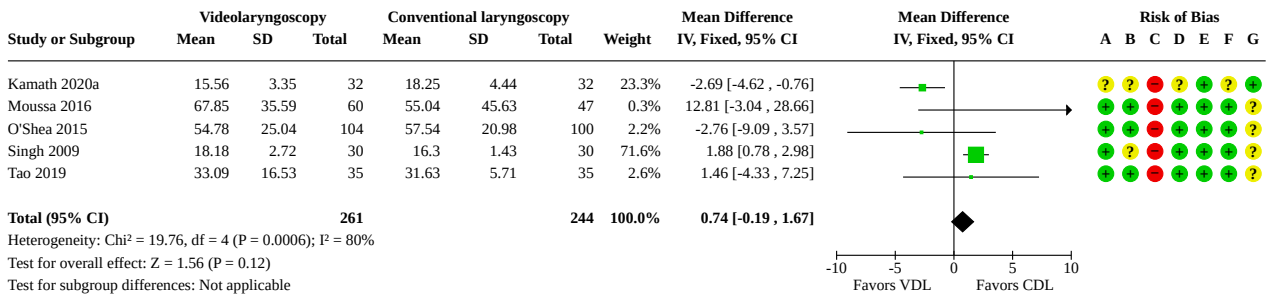 Videolaryngoscopy Conventional laryngoscopy Mean Difference Mean Difference Risk of Bias
Study or Subgroup Mean SD Total Mean SD Total Weight IV, Fixed, 95% CI IV, Fixed, 95% CI A B C D E F G
Kamath 2020a 15.56 3.35 32 18.25 4.44 32 23.3% -2.69 [-4.62 , -0.76] ? ? − ? + ? +
Moussa 2016 67.85 35.59 60 55.04 45.63 47 0.3% 12.81 [-3.04 , 28.66] + + − + + + ?
O'Shea 2015 54.78 25.04 104 57.54 20.98 100 2.2% -2.76 [-9.09 , 3.57] + + − + + + ?
Singh 2009 18.18 2.72 30 16.3 1.43 30 71.6% 1.88 [0.78 , 2.98] + ? − + + + ?
Tao 2019 33.09 16.53 35 31.63 5.71 35 2.6% 1.46 [-4.33 , 7.25] + + − + + + ?
Total (95% CI) 261 244 100.0% 0.74 [-0.19 , 1.67]
Heterogeneity: Chi² = 19.76, df = 4 (P = 0.0006); I² = 80%
Test for overall effect: Z = 1.56 (P = 0.12) -10 -5 0 5 10
Test for subgroup differences: Not applicable Favors VDL Favors CDL